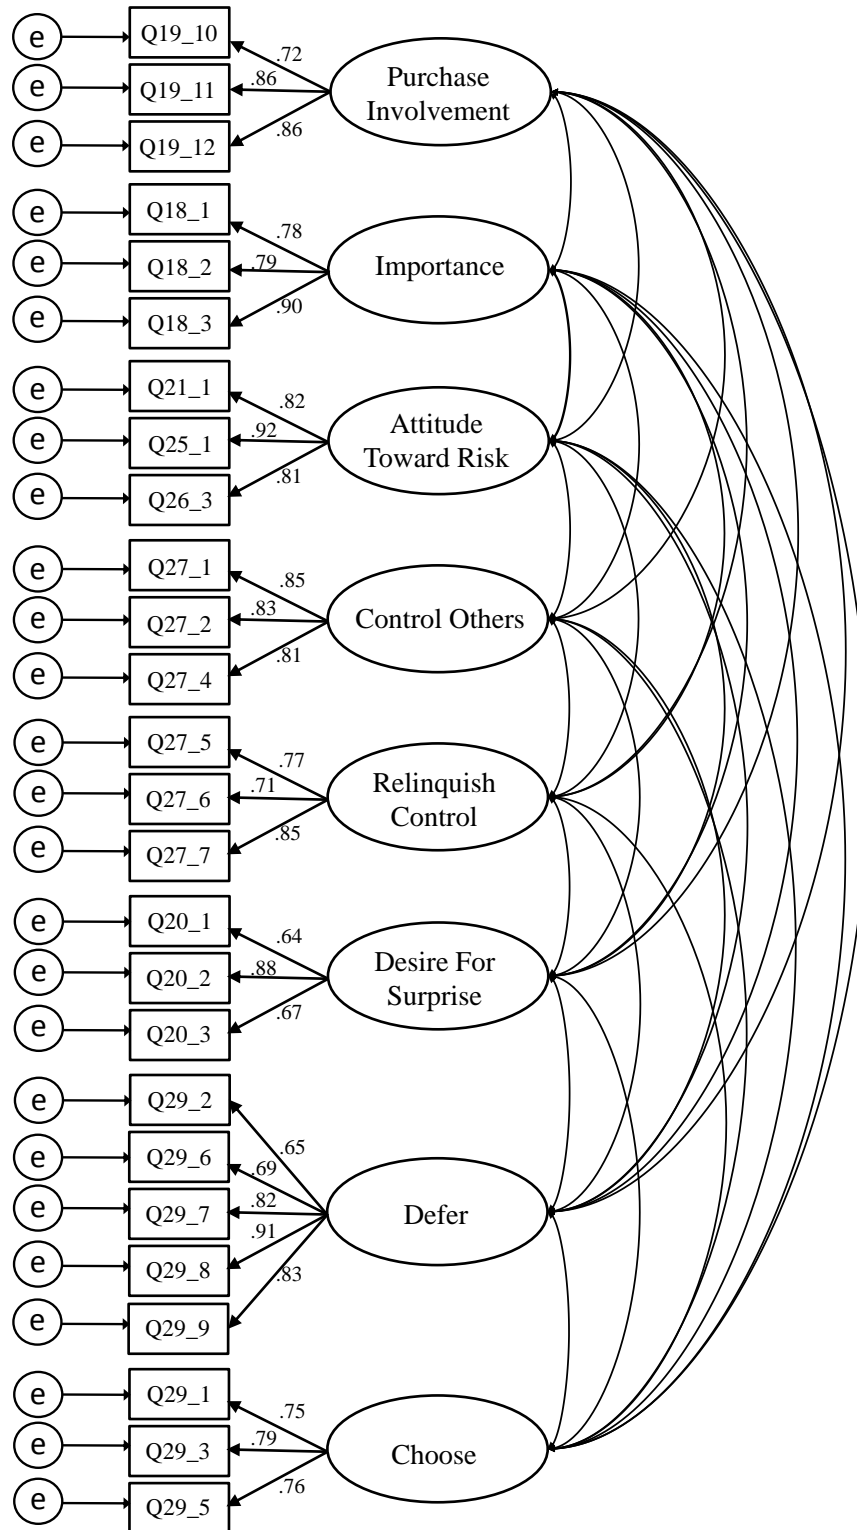 e
Q19_10
.72
e
Q19_11
.86
e
Q19_12
.86
Purchase
Involvement
e
Q18_1
.78
e
Q18_2
.79
e
Q18_3
.90
Importance
e
Q21_1
.82
e
Q25_1
.92
e
Q26_3
.81
Attitude
Toward Risk
e
Q27_1
.85
e
Q27_2
.83
e
Q27_4
.81
Control Others
e
Q27_5
.77
e
Q27_6
.71
e
Q27_7
.85
Relinquish
Control
e
Q20_1
.64
e
Q20_2
.88
e
Q20_3
.67
Desire For
Surprise
e
Q29_2
.65
e
Q29_6
.69
e
Q29_7
.82
e
Q29_8
.91
e
Q29_9
.83
Defer
e
Q29_1
.75
e
Q29_3
.79
e
Q29_5
.76
Choose